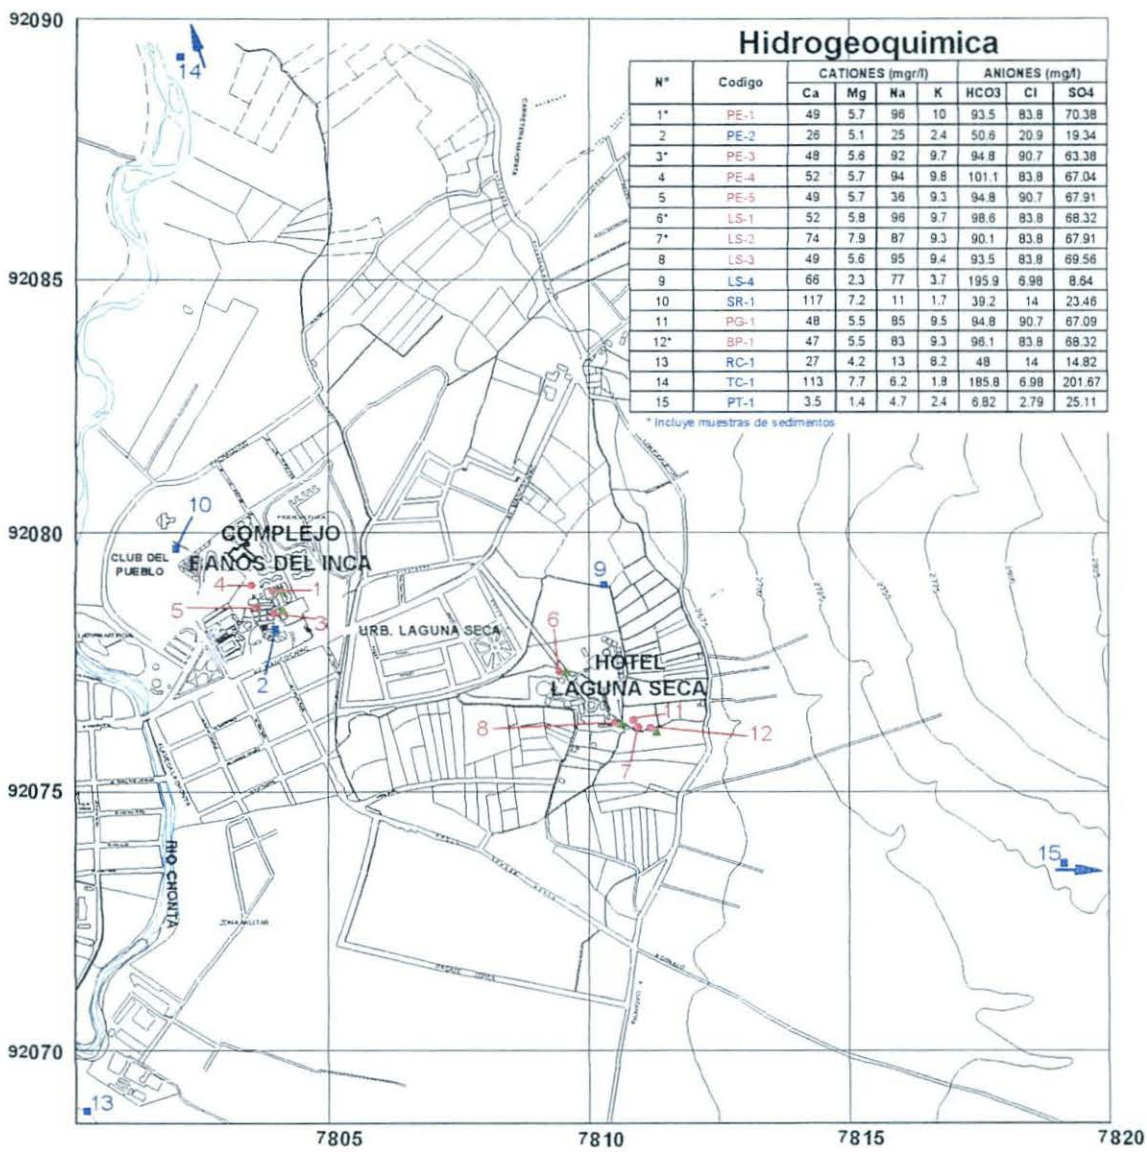 92090
Hidrogeoquimica
N° Codigo CATIONES (mgr/l) ANIONES (mg/l)
Ca Mg Na K HCO3 Cl SO4
1* PE-1 49 5.7 96 10 93.5 83.8 70.38
2 PE-2 26 5.1 25 2.4 50.6 20.9 19.34
3* PE-3 48 5.6 92 9.7 94.8 90.7 63.38
4 PE-4 52 5.7 94 9.8 101.1 83.8 67.04
5 PE-5 49 5.7 36 9.3 94.8 90.7 67.91
6* LS-1 52 5.8 96 9.7 98.6 83.8 68.32
7* LS-2 74 7.9 87 9.3 90.1 83.8 67.91
8 LS-3 49 5.6 95 9.4 93.5 83.8 69.56
9 LS-4 66 2.3 77 3.7 195.9 6.98 8.64
10 SR-1 117 7.2 11 1.7 39.2 14 23.46
11 PG-1 48 5.5 85 9.5 94.8 90.7 67.09
12* BP-1 47 5.5 83 9.3 96.1 83.8 68.32
13 RC-1 27 4.2 13 8.2 48 14 14.82
14 TC-1 113 7.7 6.2 1.8 185.8 6.98 201.67
15 PT-1 3.5 1.4 4.7 2.4 6.82 2.79 25.11
* Incluye muestras de sedimentos
14
92085
92080
10
COMPLEJO
BAÑOS DEL INCA
CLUB DEL
PUEBLO
4
1
5
3
2
9
URB. LAGUNA SECA
6
HOTEL
LAGUNA SECA
11
8
12
7
2700
2750
2775
92075
RIO CHONTA
ZONA MILITAR
15
92070
13
7805
7810
7815
7820